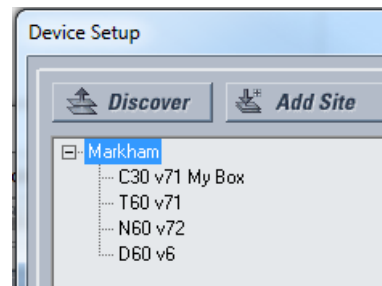 Device Setup
Discover Add Site
Markham
C30 v71 My Box
T60 v71
N60 v72
D60 v6